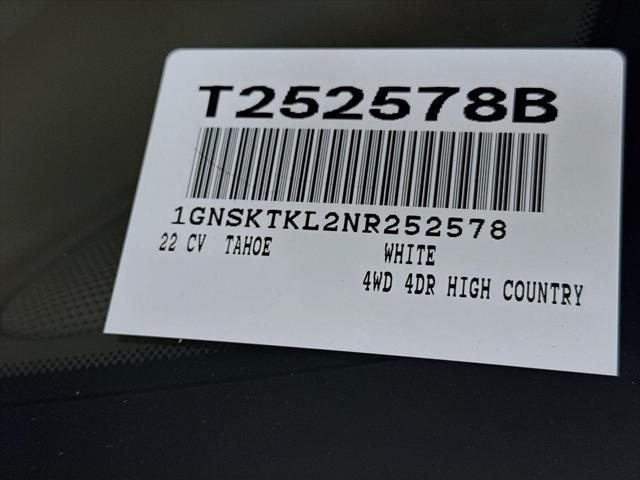 T252578B
1GNSKTKL2NR252578
22 CV TAHOE WHITE
4WD 4DR HIGH COUNTRY